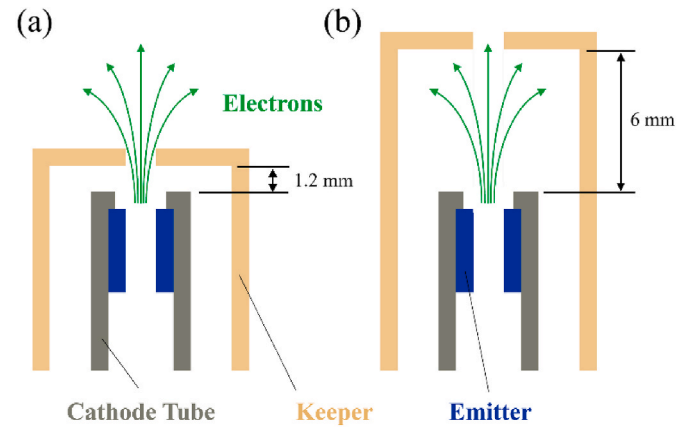 (a)
(b)
Electrons
1.2 mm
6 mm
Cathode Tube
Keeper
Emitter